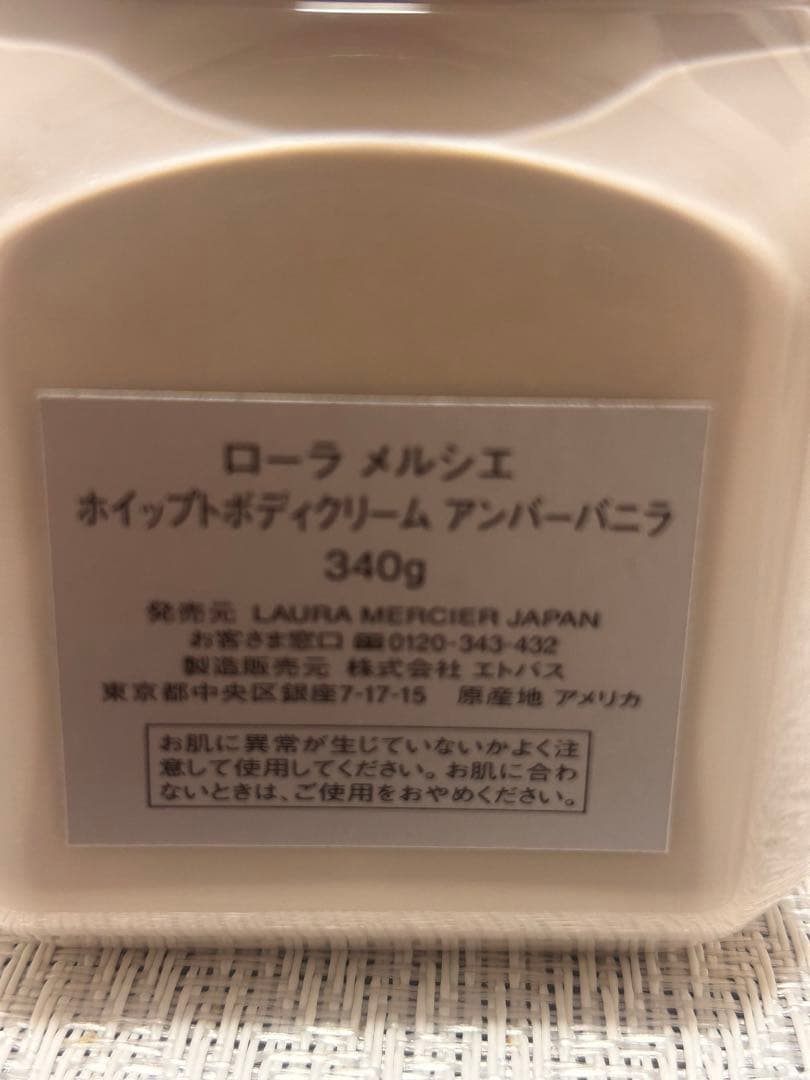 ローラ メルシエ
ホイップトボディクリーム アンバーバニラ
340g
発売元 LAURA MERCIER JAPAN
お客さま窓口 0120-343-432
製造販売元 株式会社 エトバス
東京都中央区銀座7-17-15 原産地 アメリカ
お肌に異常が生じていないかよく注
意して使用してください。お肌に合わ
ないときは、ご使用をおやめください。